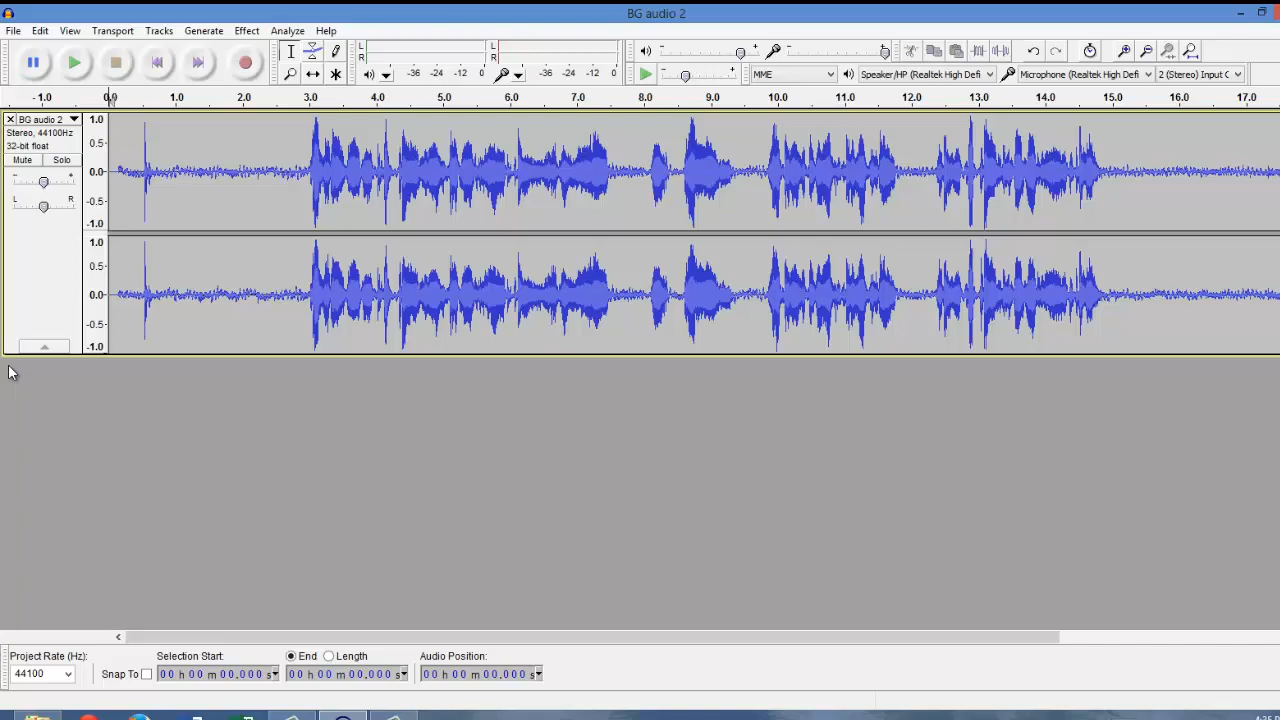 BG audio 2
File Edit View Transport Tracks Generate Effect Analyze Help
L R -36 -24 -12 0 L R -36 -24 -12 0
MME Speaker/HP (Realtek High Defi Microphone (Realtek High Defi 2 (Stereo) Input C
-1.0 0.0 1.0 2.0 3.0 4.0 5.0 6.0 7.0 8.0 9.0 10.0 11.0 12.0 13.0 14.0 15.0 16.0 17.0
BG audio 2
Stereo, 44100Hz
32-bit float
Mute Solo
- +
L R
1.0
0.5
0.0
-0.5
-1.0
1.0
0.5
0.0
-0.5
-1.0
Project Rate (Hz): Selection Start: End Length Audio Position:
44100 Snap To 00 h 00 m 00.000 s 00 h 00 m 00.000 s 00 h 00 m 00.000 s